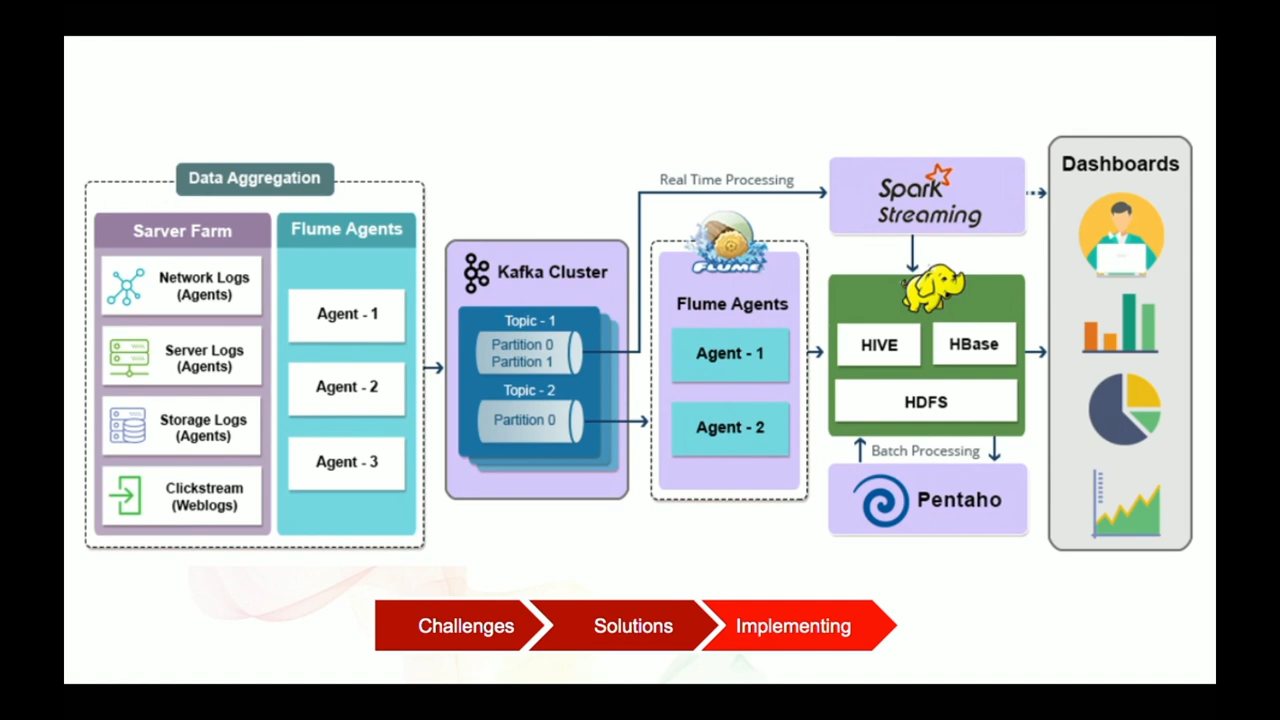 Data Aggregation
Sarver Farm
Network Logs
(Agents)
Server Logs
(Agents)
Storage Logs
(Agents)
Clickstream
(Weblogs)
Flume Agents
Agent - 1
Agent - 2
Agent - 3
Kafka Cluster
Topic - 1
Partition 0
Partition 1
Topic - 2
Partition 0
Real Time Processing
FLUME
Flume Agents
Agent - 1
Agent - 2
Spark
Streaming
HIVE
HBase
HDFS
Batch Processing
Pentaho
Dashboards
Challenges
Solutions
Implementing